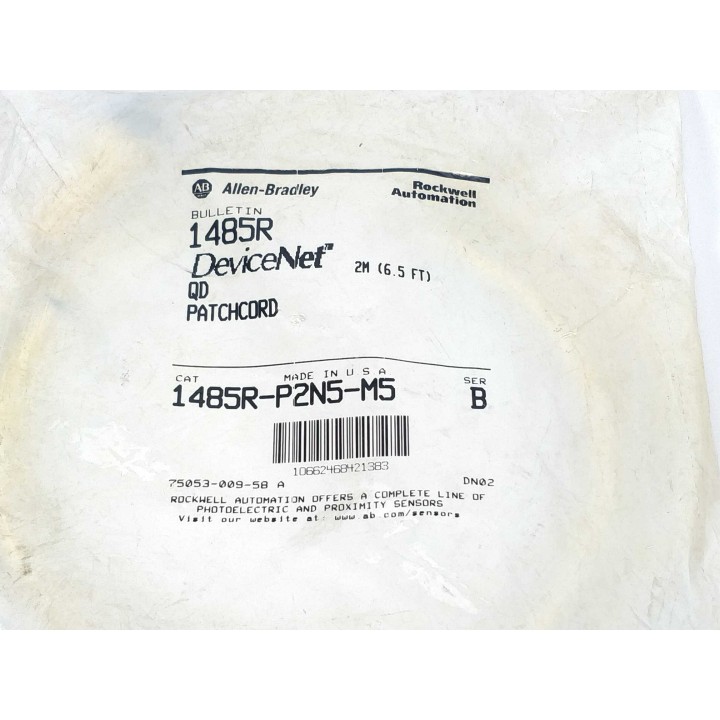 AB Allen-Bradley
Rockwell
Automation
BULLETIN
1485R
DeviceNet™ 2M (6.5 FT)
QD
PATCHCORD
MADE IN U S A
CAT SER
1485R-P2N5-M5 B
10662468421383
75053-009-58 A DN02
ROCKWELL AUTOMATION OFFERS A COMPLETE LINE OF
PHOTOELECTRIC AND PROXIMITY SENSORS
Visit our website at: www.ab.com/sensors